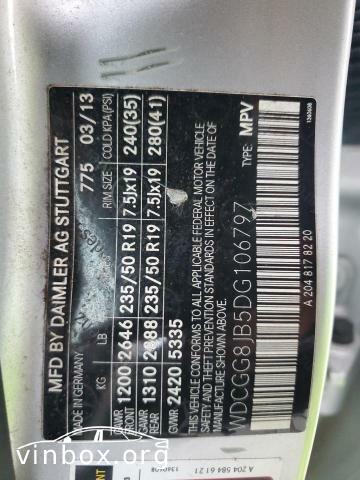 MFD BY DAIMLER AG STUTTGART
775 03/13
KG LB RIM SIZE COLD KPA(PSI)
GAWR FRONT 1200 2646 235/50 R19 7.5Jx19 240(35)
GAWR REAR 1310 2888 235/50 R19 7.5Jx19 280(41)
GVWR 2420 5335
THIS VEHICLE CONFORMS TO ALL APPLICABLE FEDERAL MOTOR VEHICLE
SAFETY AND THEFT PREVENTION STANDARDS IN EFFECT ON THE DATE OF
MANUFACTURE SHOWN ABOVE.
WDCGG8JB5DG106797 TYPE: MPV
A 204 817 82 20
1360608
A 204 584 61 21
1360608
vinbox.org
vinbox.org